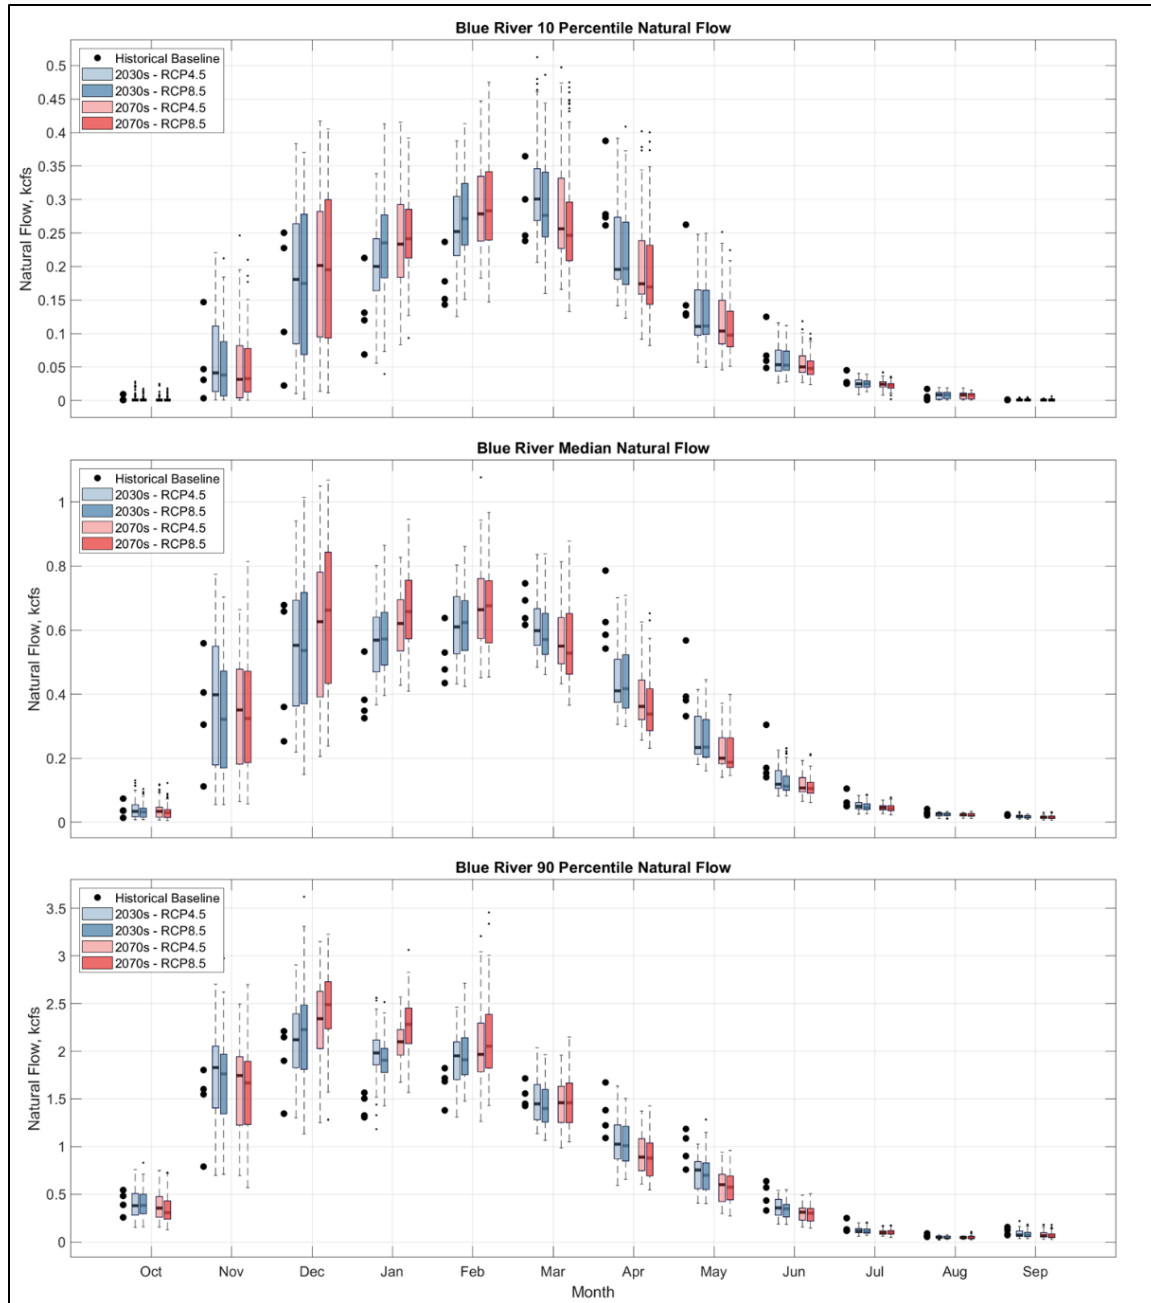 Blue River 10 Percentile Natural Flow
Natural Flow, kcfs
0.5
0.45
0.4
0.35
0.3
0.25
0.2
0.15
0.1
0.05
0
Historical Baseline
2030s - RCP4.5
2030s - RCP8.5
2070s - RCP4.5
2070s - RCP8.5
Blue River Median Natural Flow
Natural Flow, kcfs
1
0.8
0.6
0.4
0.2
0
Historical Baseline
2030s - RCP4.5
2030s - RCP8.5
2070s - RCP4.5
2070s - RCP8.5
Blue River 90 Percentile Natural Flow
Natural Flow, kcfs
3.5
3
2.5
2
1.5
1
0.5
0
Historical Baseline
2030s - RCP4.5
2030s - RCP8.5
2070s - RCP4.5
2070s - RCP8.5
Oct Nov Dec Jan Feb Mar Apr May Jun Jul Aug Sep
Month